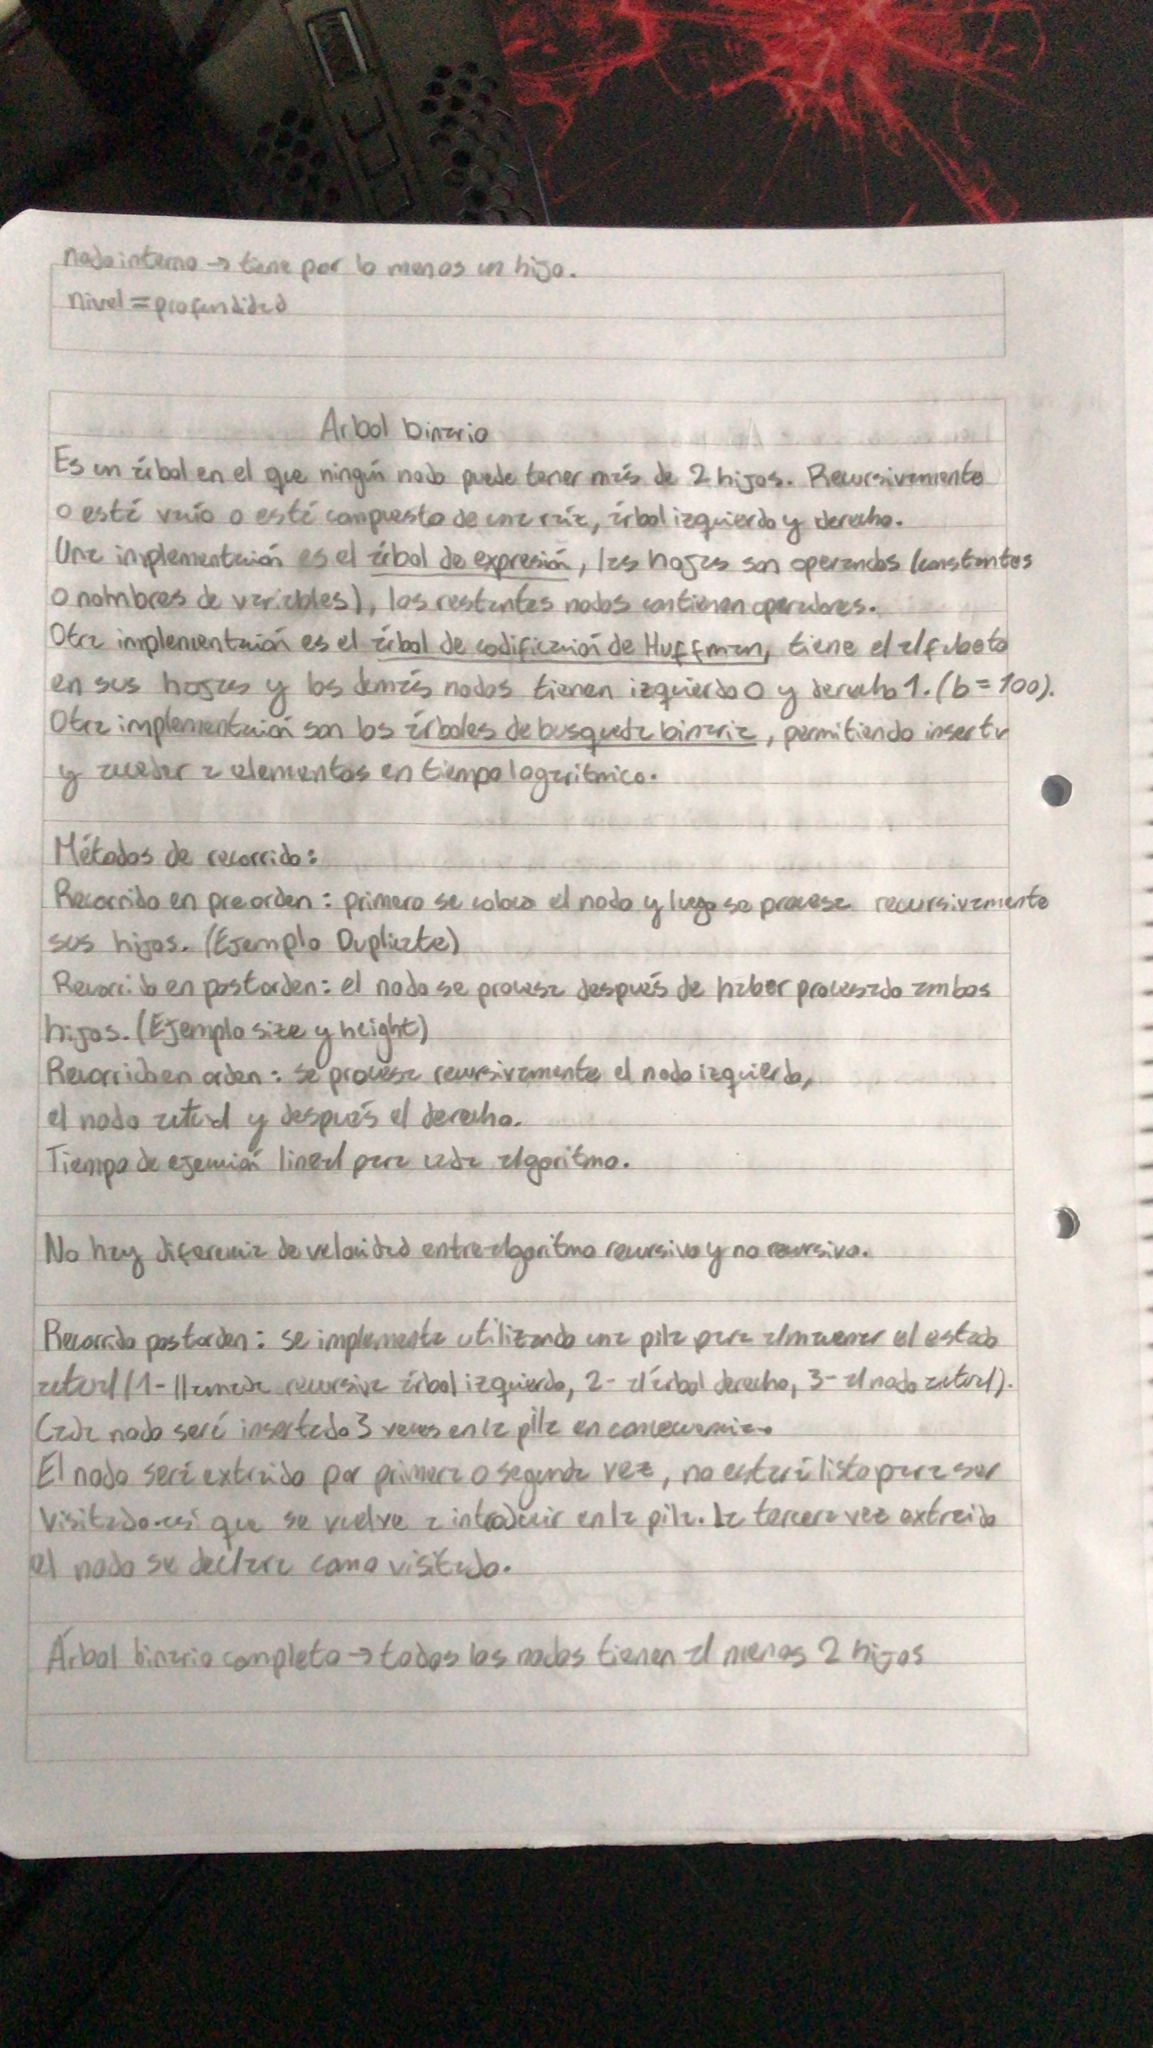 nodo interno → tiene por lo menos un hijo.
nivel = profundidad
Árbol binario
Es un árbol en el que ningún nodo puede tener más de 2 hijos. Recursivamente
o está vacío o está compuesto de una raíz, árbol izquierdo y derecho.
Una implementación es el árbol de expresión, las hojas son operandos (constantes
o nombres de variables), los restantes nodos contienen operadores.
Otra implementación es el árbol de codificación de Huffman, tiene el alfabeto
en sus hojas y los demás nodos tienen izquierdo 0 y derecho 1. (b = 100).
Otra implementación son los árboles de busqueda binaria, permitiendo insertar
y acceder a elementos en tiempo logaritmico.
Métodos de recorrido:
Recorrido en preorden: primero se coloca el nodo y luego se procesa recursivamente
sus hijos. (Ejemplo Duplicate)
Recorrido en postorden: el nodo se procesa después de haber procesado ambos
hijos. (Ejemplo size y height)
Recorrido en orden: se procesa recursivamente el nodo izquierdo,
el nodo actual y después el derecho.
Tiempo de ejecución lineal para cada algoritmo.
No hay diferencia de velocidad entre algoritmo recursivo y no recursivo.
Recorrido postorden: se implementa utilizando una pila para almacenar el estado
actual (1- llamada recursiva árbol izquierdo, 2- al árbol derecho, 3- al nodo actual).
Cada nodo será insertado 3 veces en la pila en consecuencia.
El nodo será extraido por primera o segunda vez, no estará listo para ser
visitado así que se vuelve a introducir en la pila. La tercera vez extraido
el nodo se declara como visitado.
Árbol binario completo → todos los nodos tienen al menos 2 hijos